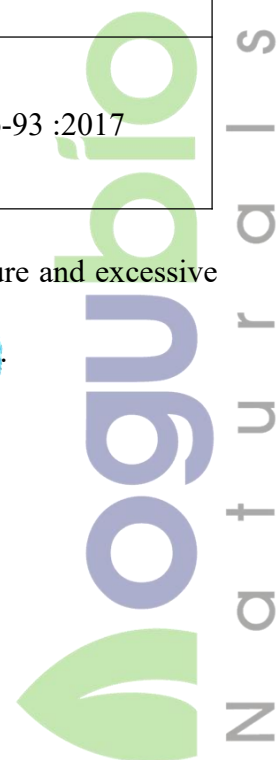 -93 :2017
ure and excessive
.
ogubio
Naturals